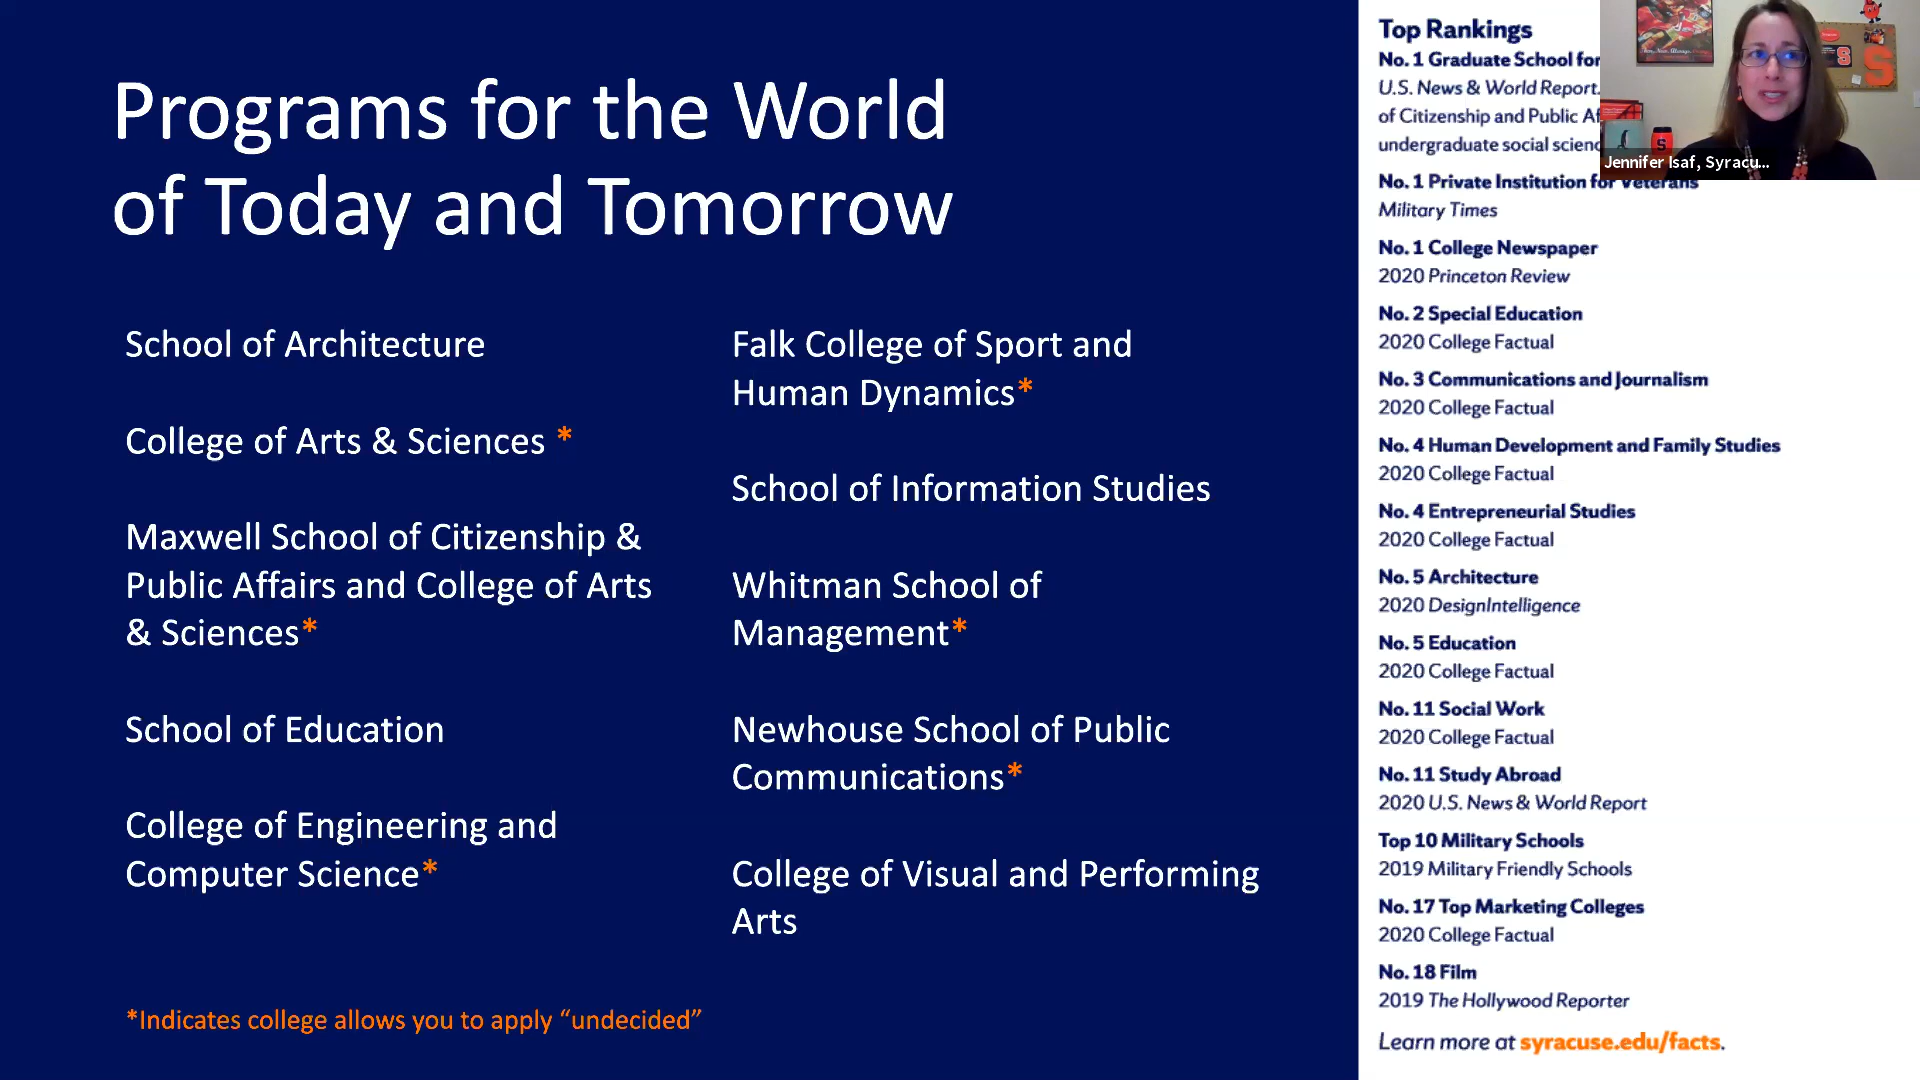 Programs for the World
of Today and Tomorrow
School of Architecture
College of Arts & Sciences *
Maxwell School of Citizenship &
Public Affairs and College of Arts
& Sciences*
School of Education
College of Engineering and
Computer Science*
Falk College of Sport and
Human Dynamics*
School of Information Studies
Whitman School of
Management*
Newhouse School of Public
Communications*
College of Visual and Performing
Arts
*Indicates college allows you to apply “undecided”
Top Rankings
No. 1 Graduate School for
U.S. News & World Report.
of Citizenship and Public
undergraduate social
No. 1 Private Institution for Veterans
Military Times
No. 1 College Newspaper
2020 Princeton Review
No. 2 Special Education
2020 College Factual
No. 3 Communications and Journalism
2020 College Factual
No. 4 Human Development and Family Studies
2020 College Factual
No. 4 Entrepreneurial Studies
2020 College Factual
No. 5 Architecture
2020 DesignIntelligence
No. 5 Education
2020 College Factual
No. 11 Social Work
2020 College Factual
No. 11 Study Abroad
2020 U.S. News & World Report
Top 10 Military Schools
2019 Military Friendly Schools
No. 17 Top Marketing Colleges
2020 College Factual
No. 18 Film
2019 The Hollywood Reporter
Learn more at syracuse.edu/facts.
S
S
S
Jennifer Isaf, Syracu...